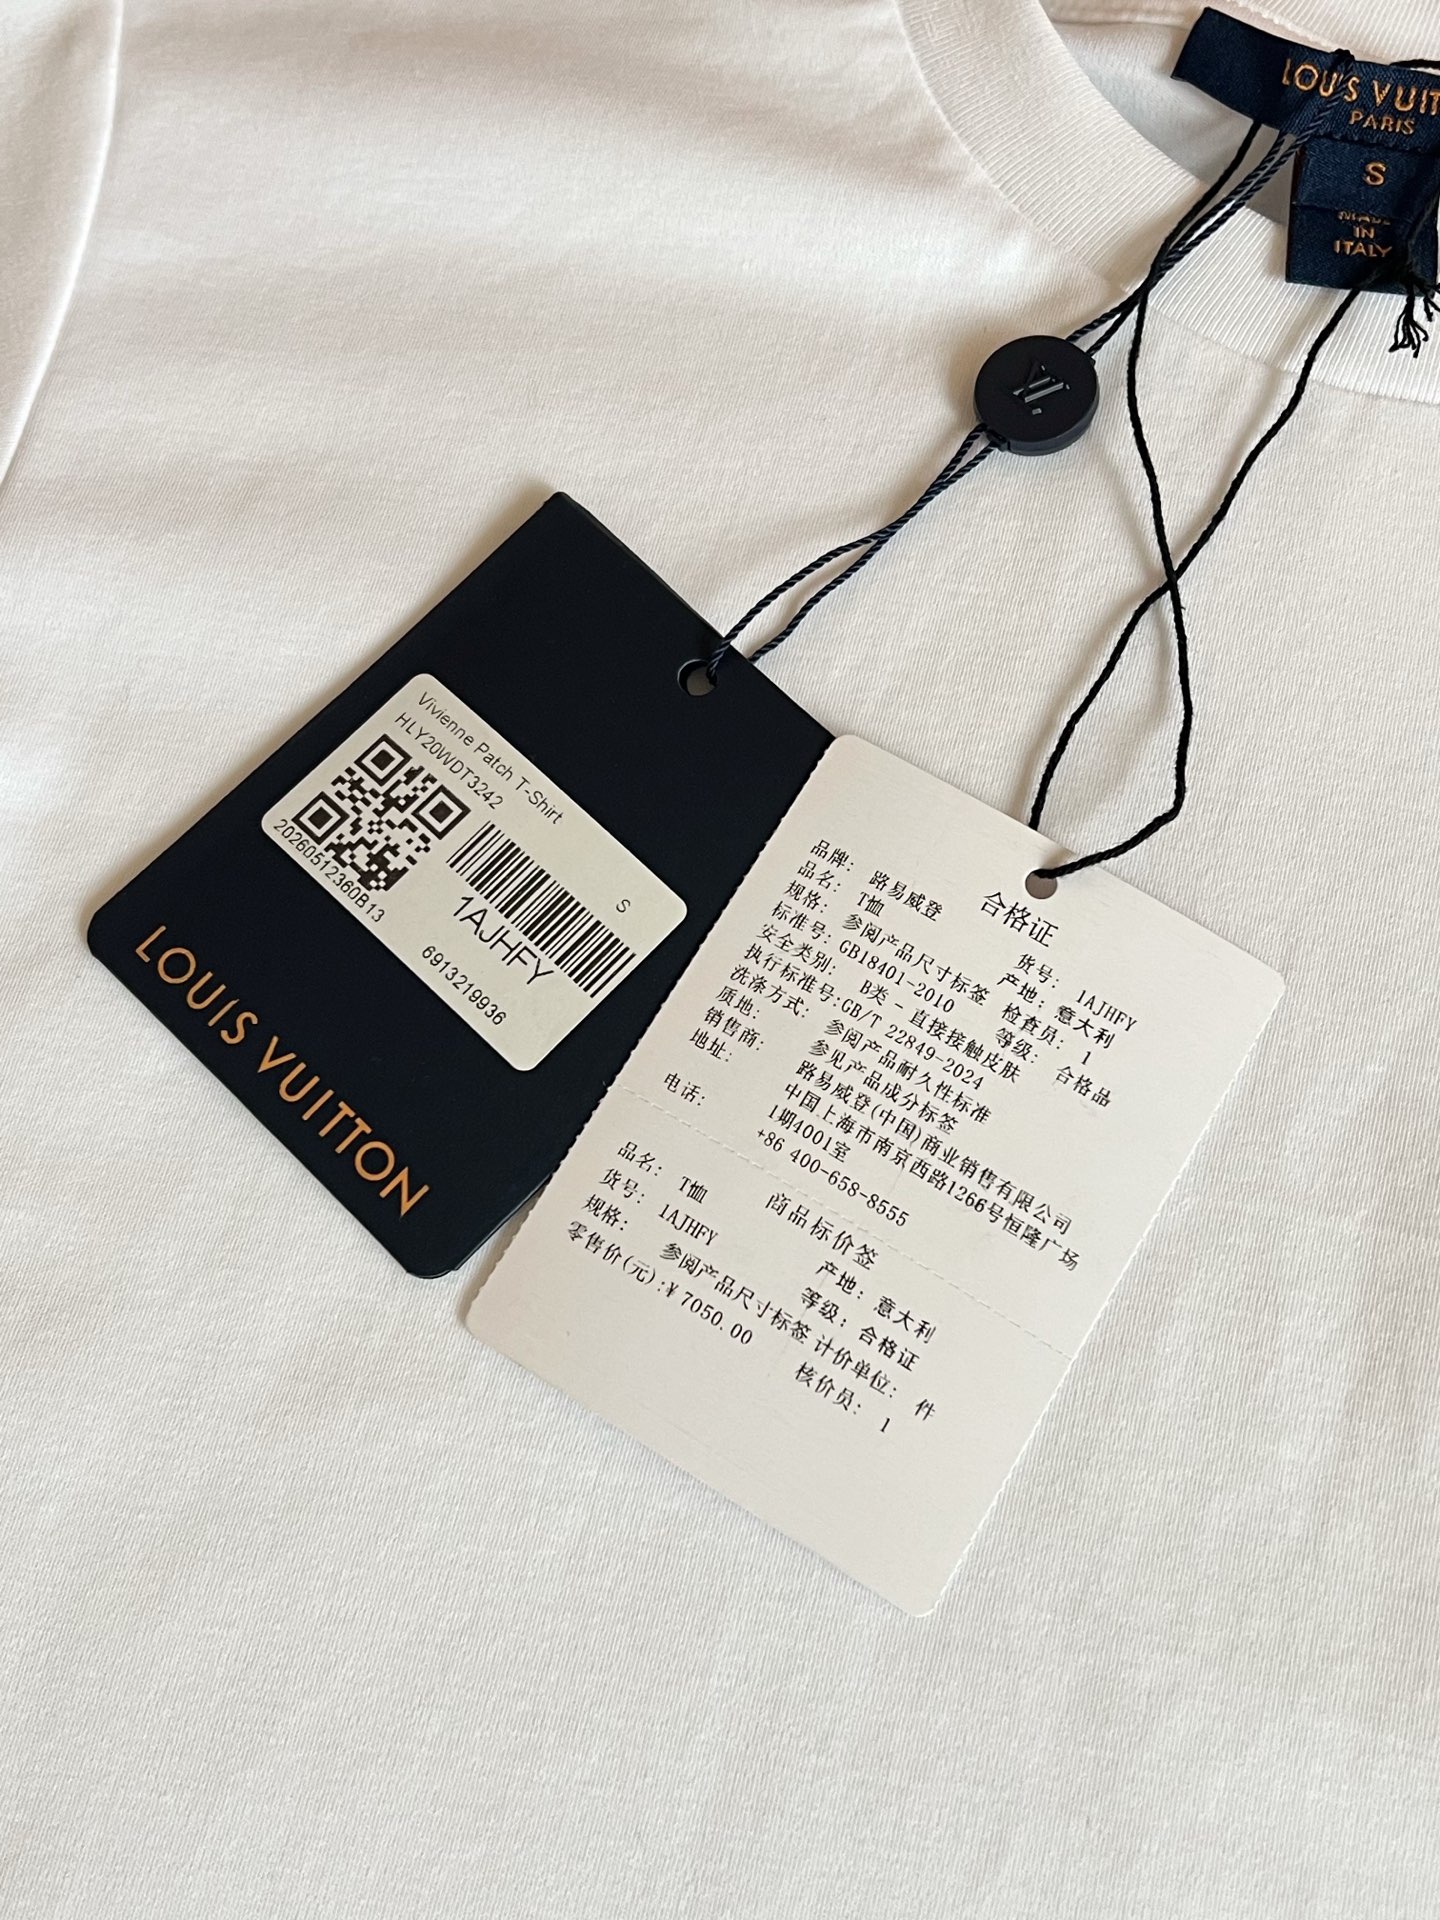 LOUIS VUIT
PARIS
S
MADE
IN
ITALY
Vivienne Patch T-Shirt
HLY20WDT3242
S
1AJHFY
20260512360B13
6913219936
LOUIS VUITTON
合格证
品牌: 路易威登 货号: 1AJHFY
品名: T恤 产地: 意大利
规格: 参阅产品尺寸标签 检查员: 1
标准号: GB18401-2010 等级: 合格品
安全类别: B类 - 直接接触皮肤
执行标准号:GB/T 22849-2024
洗涤方式: 参阅产品耐久性标准
质地: 参见产品成分标签
销售商: 路易威登(中国)商业销售有限公司
地址: 中国上海市南京西路1266号恒隆广场
1期4001室
电话: +86 400-658-8555
商品标价签
品名: T恤 产地: 意大利
货号: 1AJHFY 等级: 合格证
规格: 参阅产品尺寸标签 计价单位: 件
零售价(元):¥ 7050.00 核价员: 1